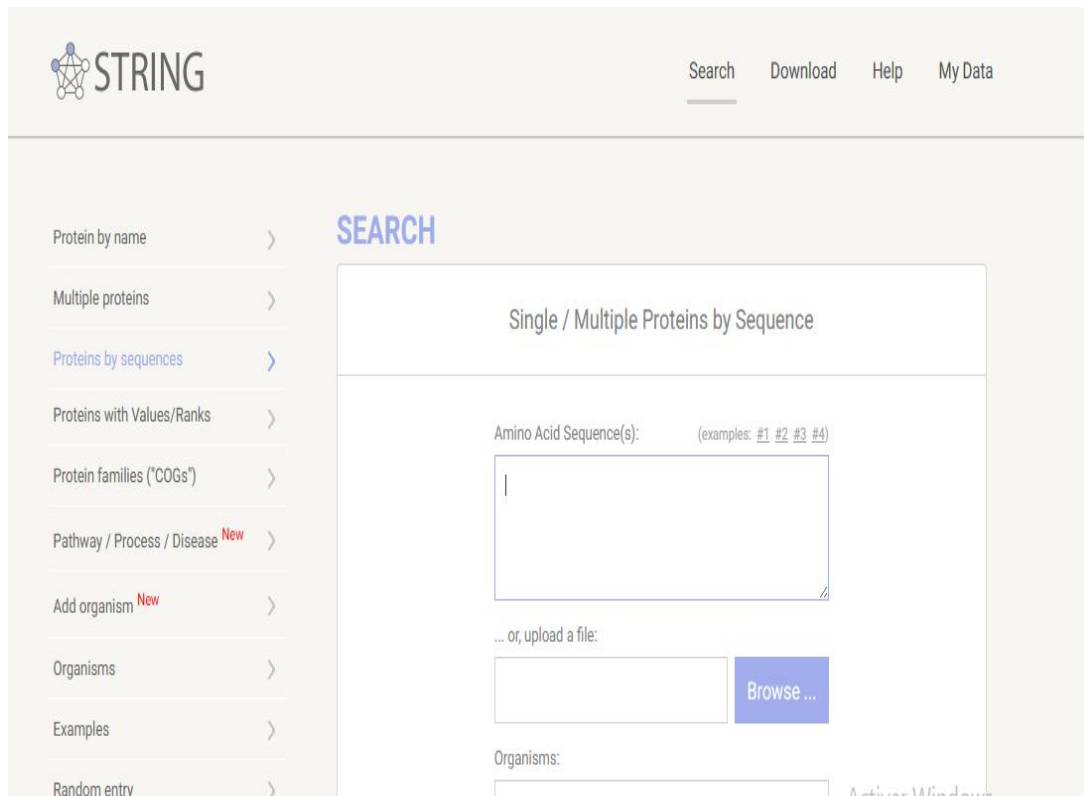 STRING
Search Download Help My Data
Protein by name
Multiple proteins
Proteins by sequences
Proteins with Values/Ranks
Protein families ("COGs")
Pathway / Process / Disease New
Add organism New
Organisms
Examples
Random entry
SEARCH
Single / Multiple Proteins by Sequence
Amino Acid Sequence(s): (examples: #1 #2 #3 #4)
... or, upload a file:
Browse ...
Organisms:
Activer Windows